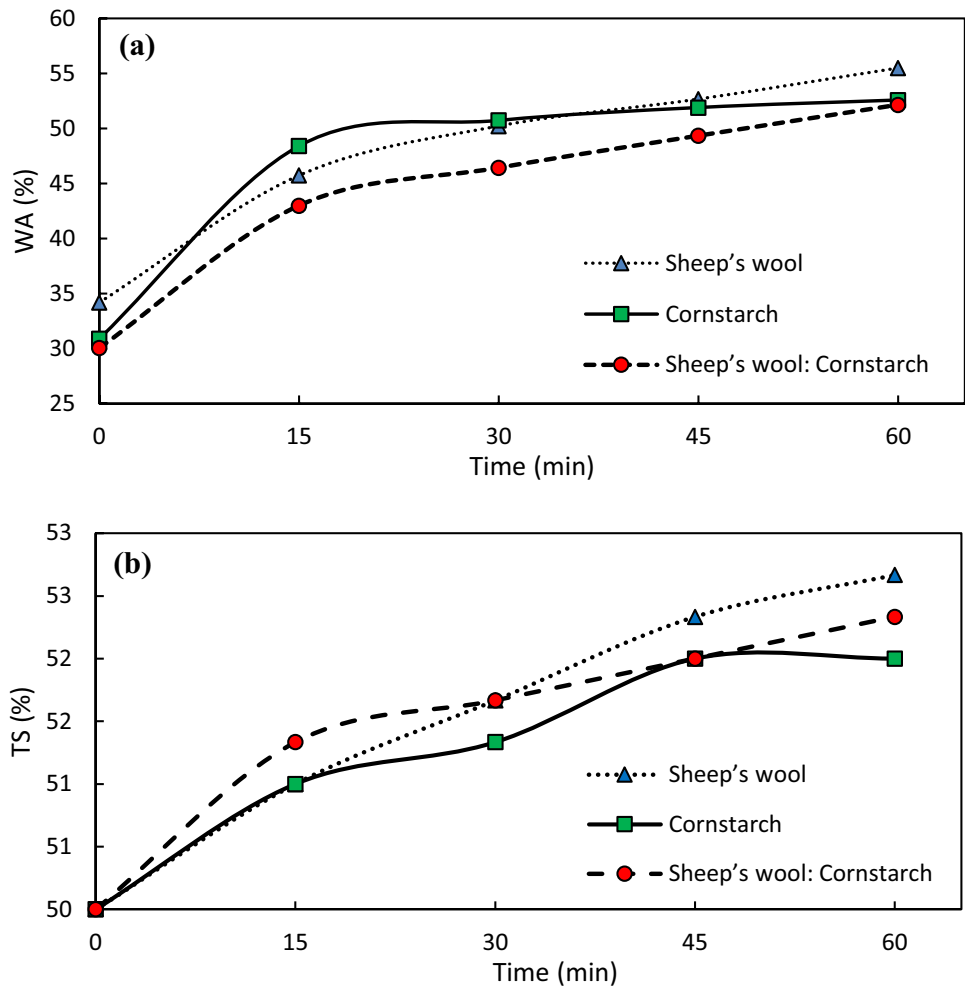 (a)
60
55
50
45
40
35
30
25
WA (%)
Sheep's wool
Cornstarch
Sheep's wool: Cornstarch
0 15 30 45 60
Time (min)
(b)
53
53
52
52
51
51
50
TS (%)
Sheep's wool
Cornstarch
Sheep's wool: Cornstarch
0 15 30 45 60
Time (min)